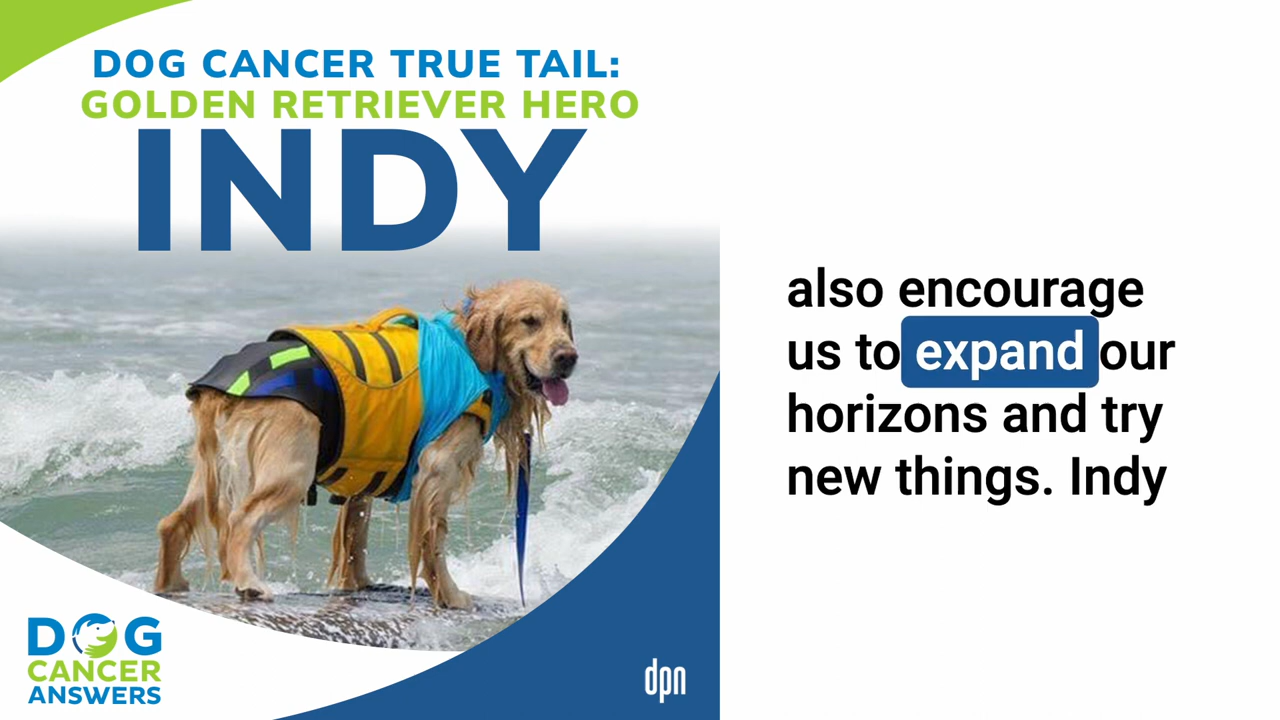 DOG CANCER TRUE TAIL:
GOLDEN RETRIEVER HERO
INDY
also encourage
us to expand our
horizons and try
new things. Indy
DOG
CANCER
ANSWERS
dpn